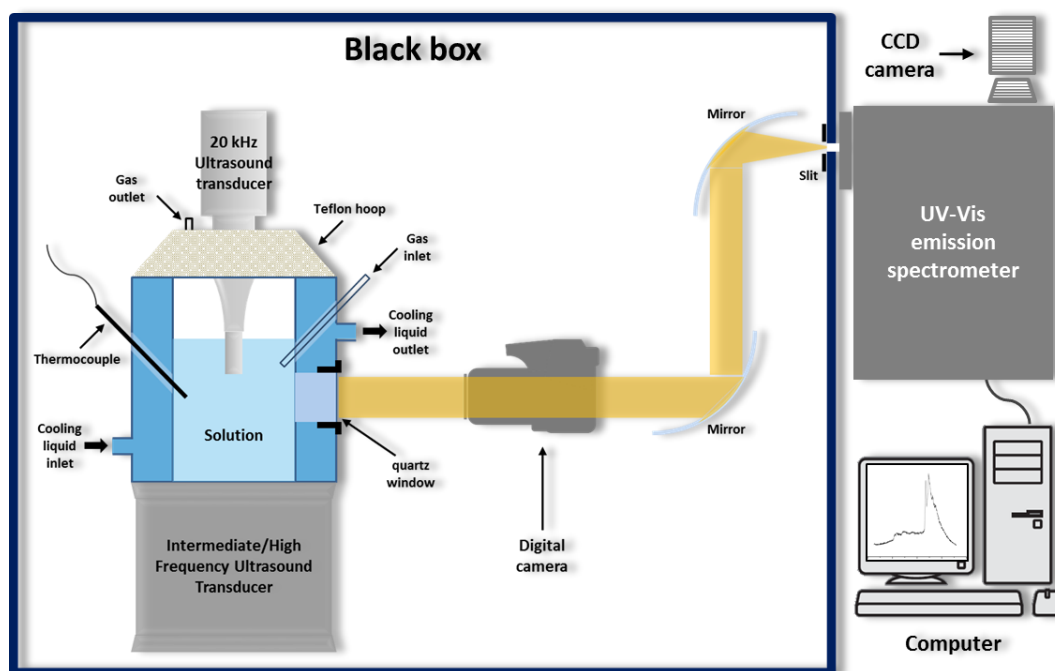 Black box
CCD
camera
Mirror
20 kHz
Ultrasound
transducer
Gas
outlet
Slit
Teflon hoop
UV-Vis
emission
spectrometer
Gas
inlet
Thermocouple
Cooling
liquid
outlet
Solution
Cooling
liquid
inlet
Mirror
quartz
window
Intermediate/High
Frequency Ultrasound
Transducer
Digital
camera
Computer